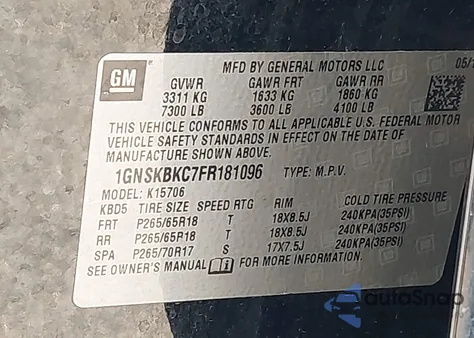 MFD BY GENERAL MOTORS LLC 05/1
GM GVWR GAWR FRT GAWR RR
3311 KG 1633 KG 1860 KG
7300 LB 3600 LB 4100 LB
THIS VEHICLE CONFORMS TO ALL APPLICABLE U.S. FEDERAL MOTOR
VEHICLE SAFETY STANDARDS IN EFFECT ON THE DATE OF
MANUFACTURE SHOWN ABOVE.
1GNSKBKC7FR181096 TYPE: M.P.V.
MODEL: K15706
KBD5 TIRE SIZE SPEED RTG RIM COLD TIRE PRESSURE
FRT P265/65R18 T 18X8.5J 240KPA(35PSI)
RR P265/65R18 T 18X8.5J 240KPA(35PSI)
SPA P265/70R17 S 17X7.5J 240KPA(35PSI)
SEE OWNER'S MANUAL FOR MORE INFORMATION.
autoSnap